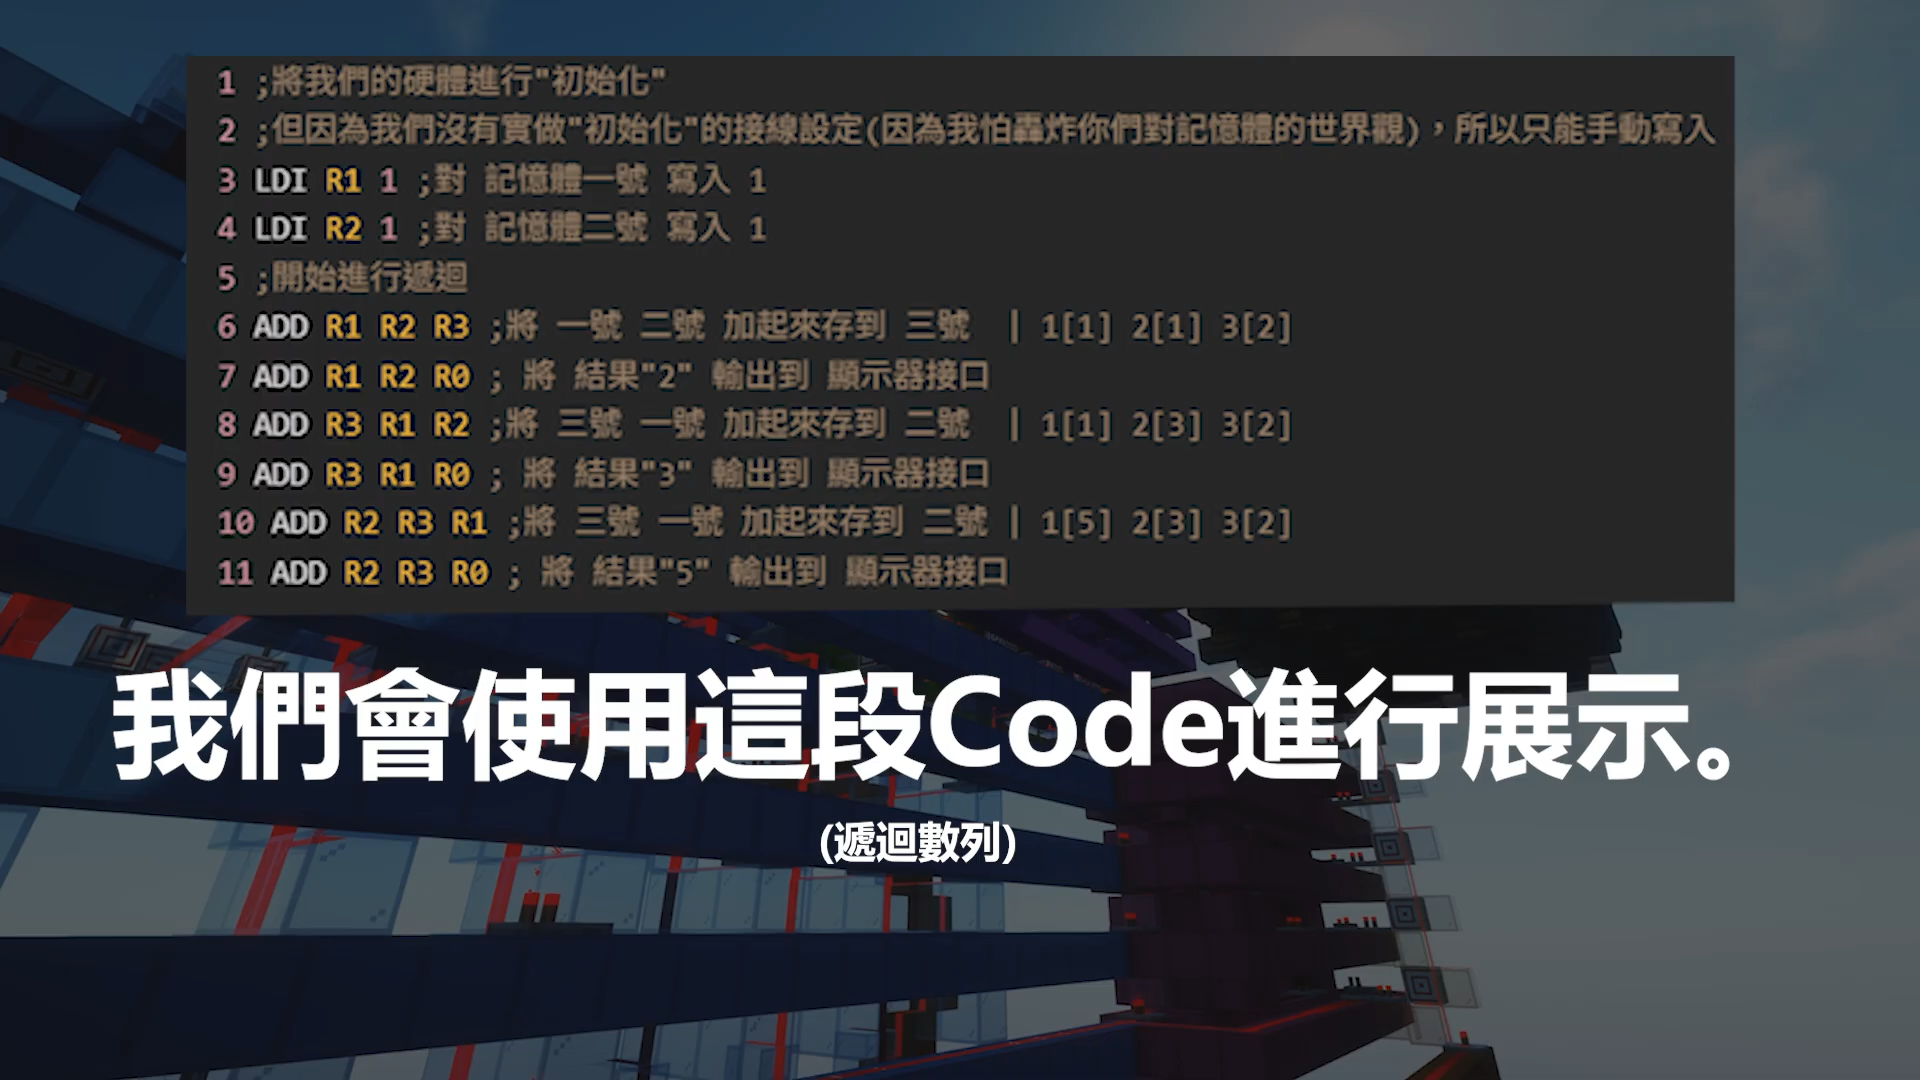 1 ;將我們的硬體進行"初始化"
2 ;但因為我們沒有實做"初始化"的接線設定(因為我怕轟炸你們對記憶體的世界觀)，所以只能手動寫入
3 LDI R1 1 ;對 記憶體一號 寫入 1
4 LDI R2 1 ;對 記憶體二號 寫入 1
5 ;開始進行遞迴
6 ADD R1 R2 R3 ;將 一號 二號 加起來存到 三號 | 1[1] 2[1] 3[2]
7 ADD R1 R2 R0 ; 將 結果"2" 輸出到 顯示器接口
8 ADD R3 R1 R2 ;將 三號 一號 加起來存到 二號 | 1[1] 2[3] 3[2]
9 ADD R3 R1 R0 ; 將 結果"3" 輸出到 顯示器接口
10 ADD R2 R3 R1 ;將 三號 一號 加起來存到 二號 | 1[5] 2[3] 3[2]
11 ADD R2 R3 R0 ; 將 結果"5" 輸出到 顯示器接口
我們會使用這段Code進行展示。
(遞迴數列)